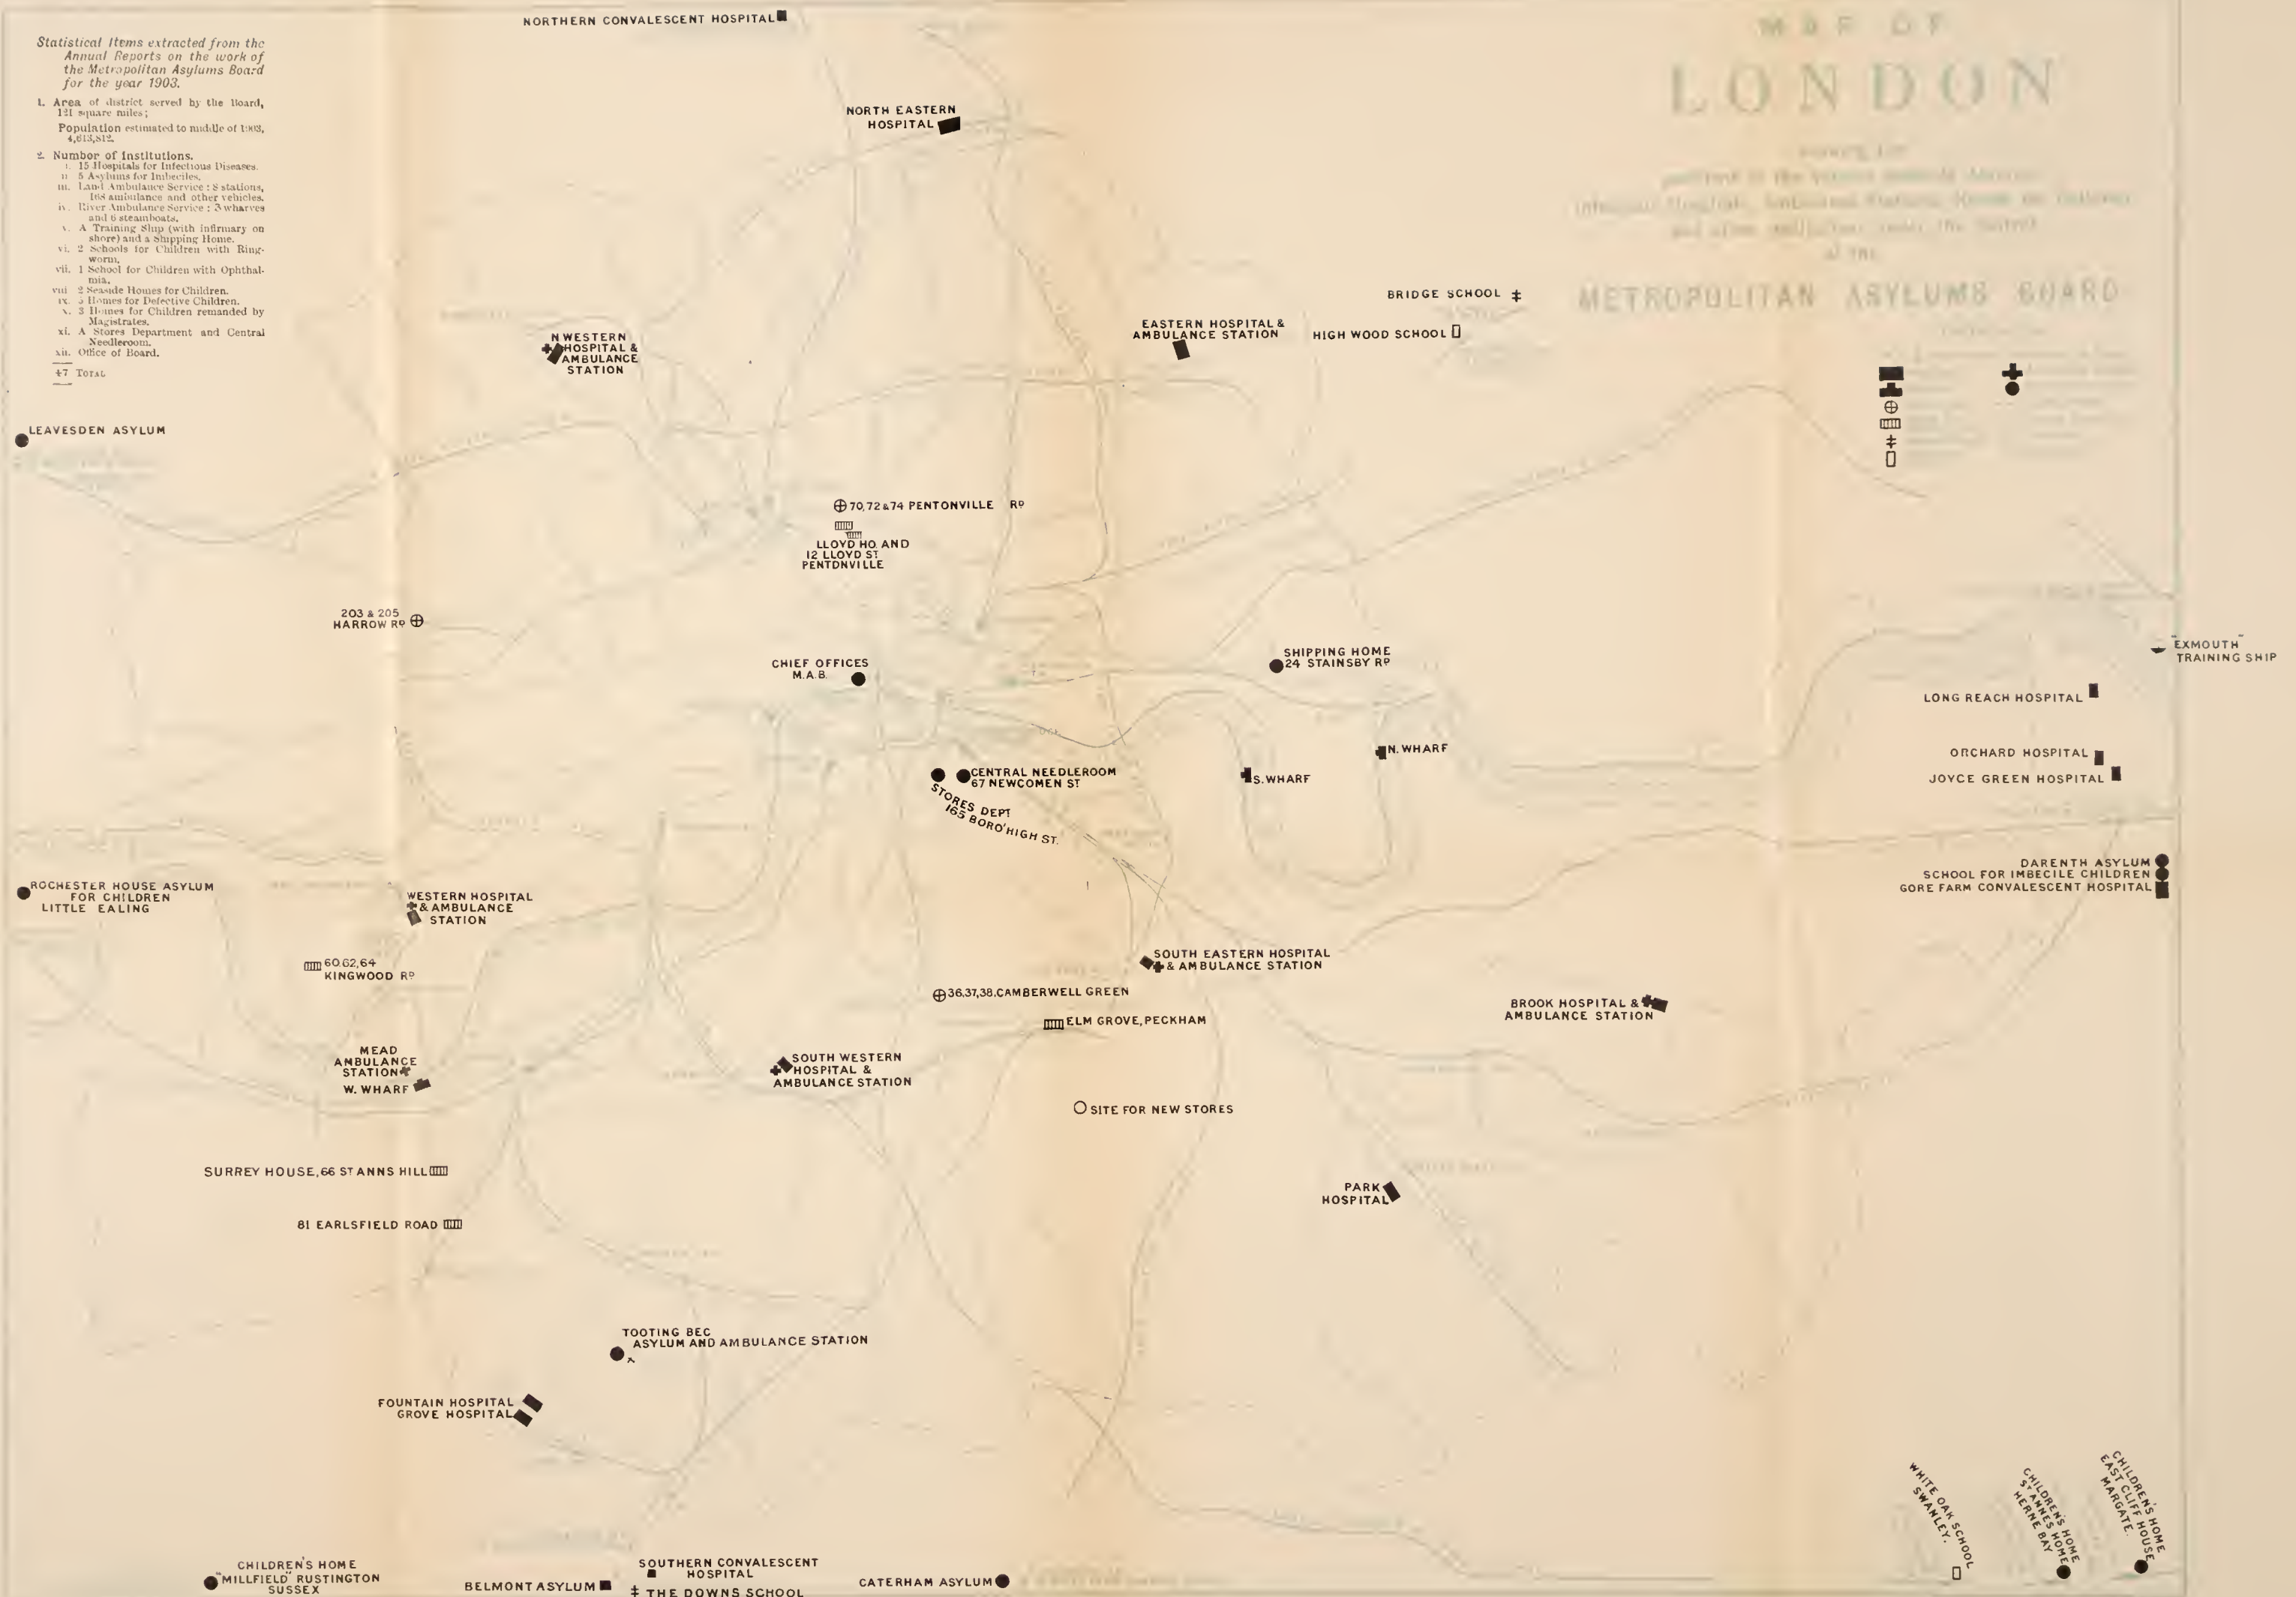 NORTHERN CONVALESCENT HOSPITAL
Statistical Items extracted from the
Annual Reports on the work of
the Metropolitan Asylums Board
for the year 1903.
1. Area of district served by the Board,
121 square miles;
Population estimated to middle of 1903,
4,613,812.
2. Number of Institutions.
i. 15 Hospitals for Infectious Diseases.
ii 5 Asylums for Imbeciles.
iii. Land Ambulance Service: 8 stations,
168 ambulance and other vehicles.
iv. River Ambulance Service: 3 wharves
and 6 steamboats.
v. A Training Ship (with infirmary on
shore) and a Shipping Home.
vi. 2 Schools for Children with Ring-
worm.
vii. 1 School for Children with Ophthal-
mia.
viii 2 Seaside Homes for Children.
ix. Homes for Defective Children.
x. 3 Homes for Children remanded by
Magistrates.
xi. A Stores Department and Central
Needleroom.
xii. Office of Board.
47 TOTAL
MAP OF
LONDON
METROPOLITAN ASYLUMS BOARD
NORTH EASTERN
HOSPITAL
BRIDGE SCHOOL
EASTERN HOSPITAL &
AMBULANCE STATION
HIGH WOOD SCHOOL
N WESTERN
HOSPITAL &
AMBULANCE
STATION
LEAVESDEN ASYLUM
70,72 & 74 PENTONVILLE RD
LLOYD HO. AND
12 LLOYD ST
PENTONVILLE
203 & 205
HARROW RD
CHIEF OFFICES
M.A.B.
SHIPPING HOME
24 STAINSBY RD
"EXMOUTH"
TRAINING SHIP
LONG REACH HOSPITAL
ORCHARD HOSPITAL
JOYCE GREEN HOSPITAL
N. WHARF
S. WHARF
CENTRAL NEEDLEROOM
67 NEWCOMEN ST
STORES DEPT
165 BORO' HIGH ST.
DARENTH ASYLUM
SCHOOL FOR IMBECILE CHILDREN
GORE FARM CONVALESCENT HOSPITAL
ROCHESTER HOUSE ASYLUM
FOR CHILDREN
LITTLE EALING
WESTERN HOSPITAL
& AMBULANCE
STATION
60,62,64
KINGWOOD RD
SOUTH EASTERN HOSPITAL
& AMBULANCE STATION
36,37,38, CAMBERWELL GREEN
ELM GROVE, PECKHAM
BROOK HOSPITAL &
AMBULANCE STATION
MEAD
AMBULANCE
STATION
W. WHARF
SOUTH WESTERN
HOSPITAL &
AMBULANCE STATION
SITE FOR NEW STORES
SURREY HOUSE, 66 ST ANNS HILL
PARK
HOSPITAL
81 EARLSFIELD ROAD
TOOTING BEC
ASYLUM AND AMBULANCE STATION
FOUNTAIN HOSPITAL
GROVE HOSPITAL
WHITE OAK SCHOOL
SWANLEY.
CHILDREN'S HOME
ST ANNES HOME
HERNE BAY
CHILDREN'S HOME
EAST CLIFF HOUSE
MARGATE.
CHILDREN'S HOME
"MILLFIELD" RUSTINGTON
SUSSEX
BELMONT ASYLUM
SOUTHERN CONVALESCENT
HOSPITAL
THE DOWNS SCHOOL
CATERHAM ASYLUM